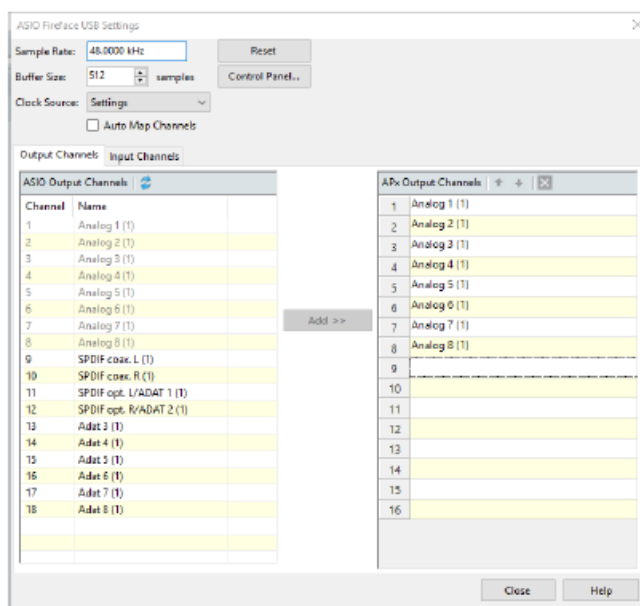 ASIO Fireface USB Settings
Sample Rate: 48.0000 kHz Reset
Buffer Size: 512 samples Control Panel...
Clock Source: Settings
Auto Map Channels
Output Channels Input Channels
ASIO Output Channels
Channel Name
1 Analog 1 (1)
2 Analog 2 (1)
3 Analog 3 (1)
4 Analog 4 (1)
5 Analog 5 (1)
6 Analog 6 (1)
7 Analog 7 (1)
8 Analog 8 (1)
9 SPDIF coax. L (1)
10 SPDIF coax. R (1)
11 SPDIF opt. L/ADAT 1 (1)
12 SPDIF opt. R/ADAT 2 (1)
13 Adat 3 (1)
14 Adat 4 (1)
15 Adat 5 (1)
16 Adat 6 (1)
17 Adat 7 (1)
18 Adat 8 (1)
Add >>
APx Output Channels
1 Analog 1 (1)
2 Analog 2 (1)
3 Analog 3 (1)
4 Analog 4 (1)
5 Analog 5 (1)
6 Analog 6 (1)
7 Analog 7 (1)
8 Analog 8 (1)
9
10
11
12
13
14
15
16
Close Help